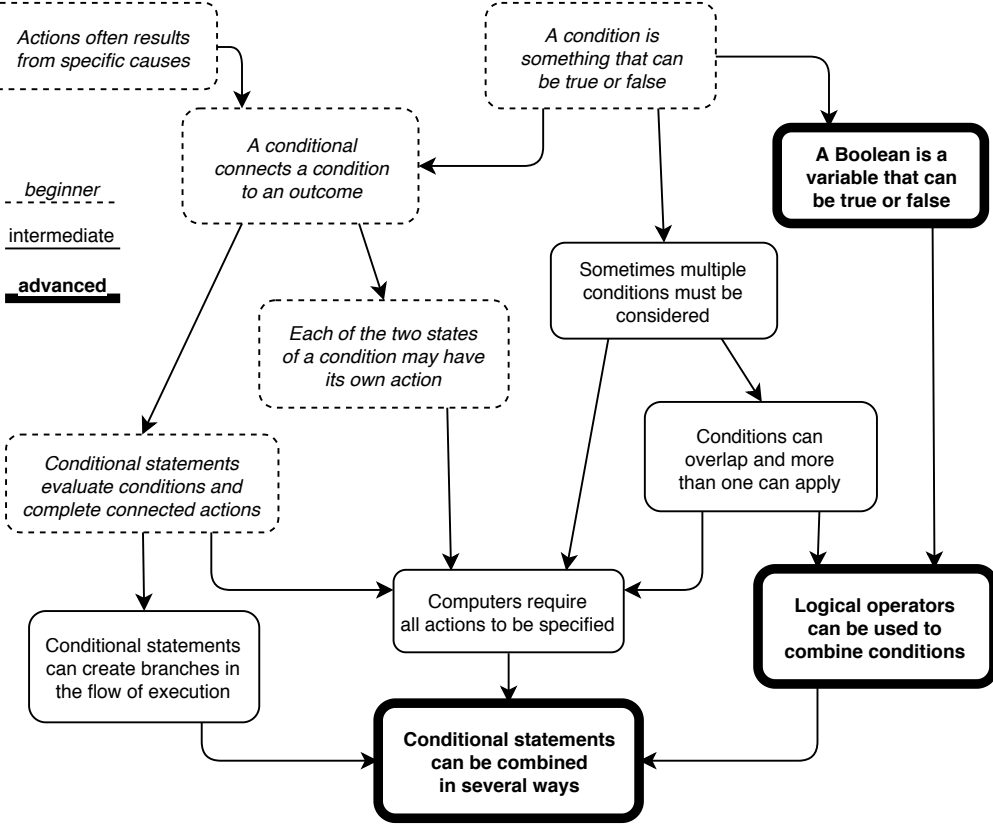 Actions often results
from specific causes
A condition is
something that can
be true or false
A conditional
connects a condition
to an outcome
A Boolean is a
variable that can
be true or false
beginner
intermediate
advanced
Sometimes multiple
conditions must be
considered
Each of the two states
of a condition may have
its own action
Conditions can
overlap and more
than one can apply
Conditional statements
evaluate conditions and
complete connected actions
Computers require
all actions to be specified
Logical operators
can be used to
combine conditions
Conditional statements
can create branches in
the flow of execution
Conditional statements
can be combined
in several ways